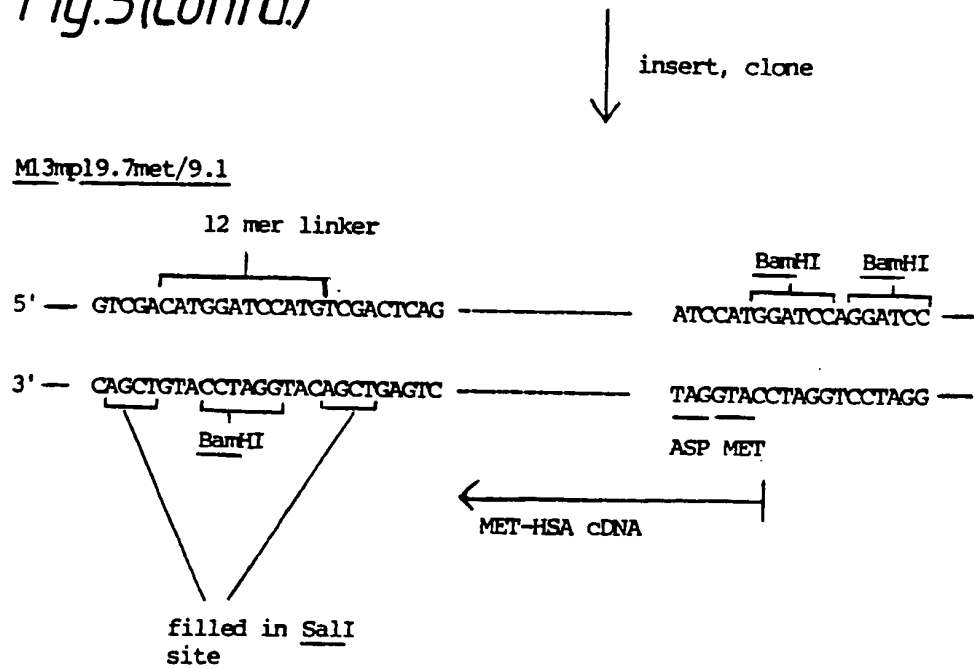 Fig.5(Contd.)
insert, clone
M13mp19.7met/9.1
12 mer linker
BamHI BamHI
5' — GTCGACATGGATCCATGTCGACTCAG ATCCATGGATCCAGGATCC —
3' — CAGCTGTACCTAGGTACAGCTGAGTC TAGGTACCTAGGTCCTAGG —
BamHI
ASP MET
MET-HSA cDNA
filled in SalI
site